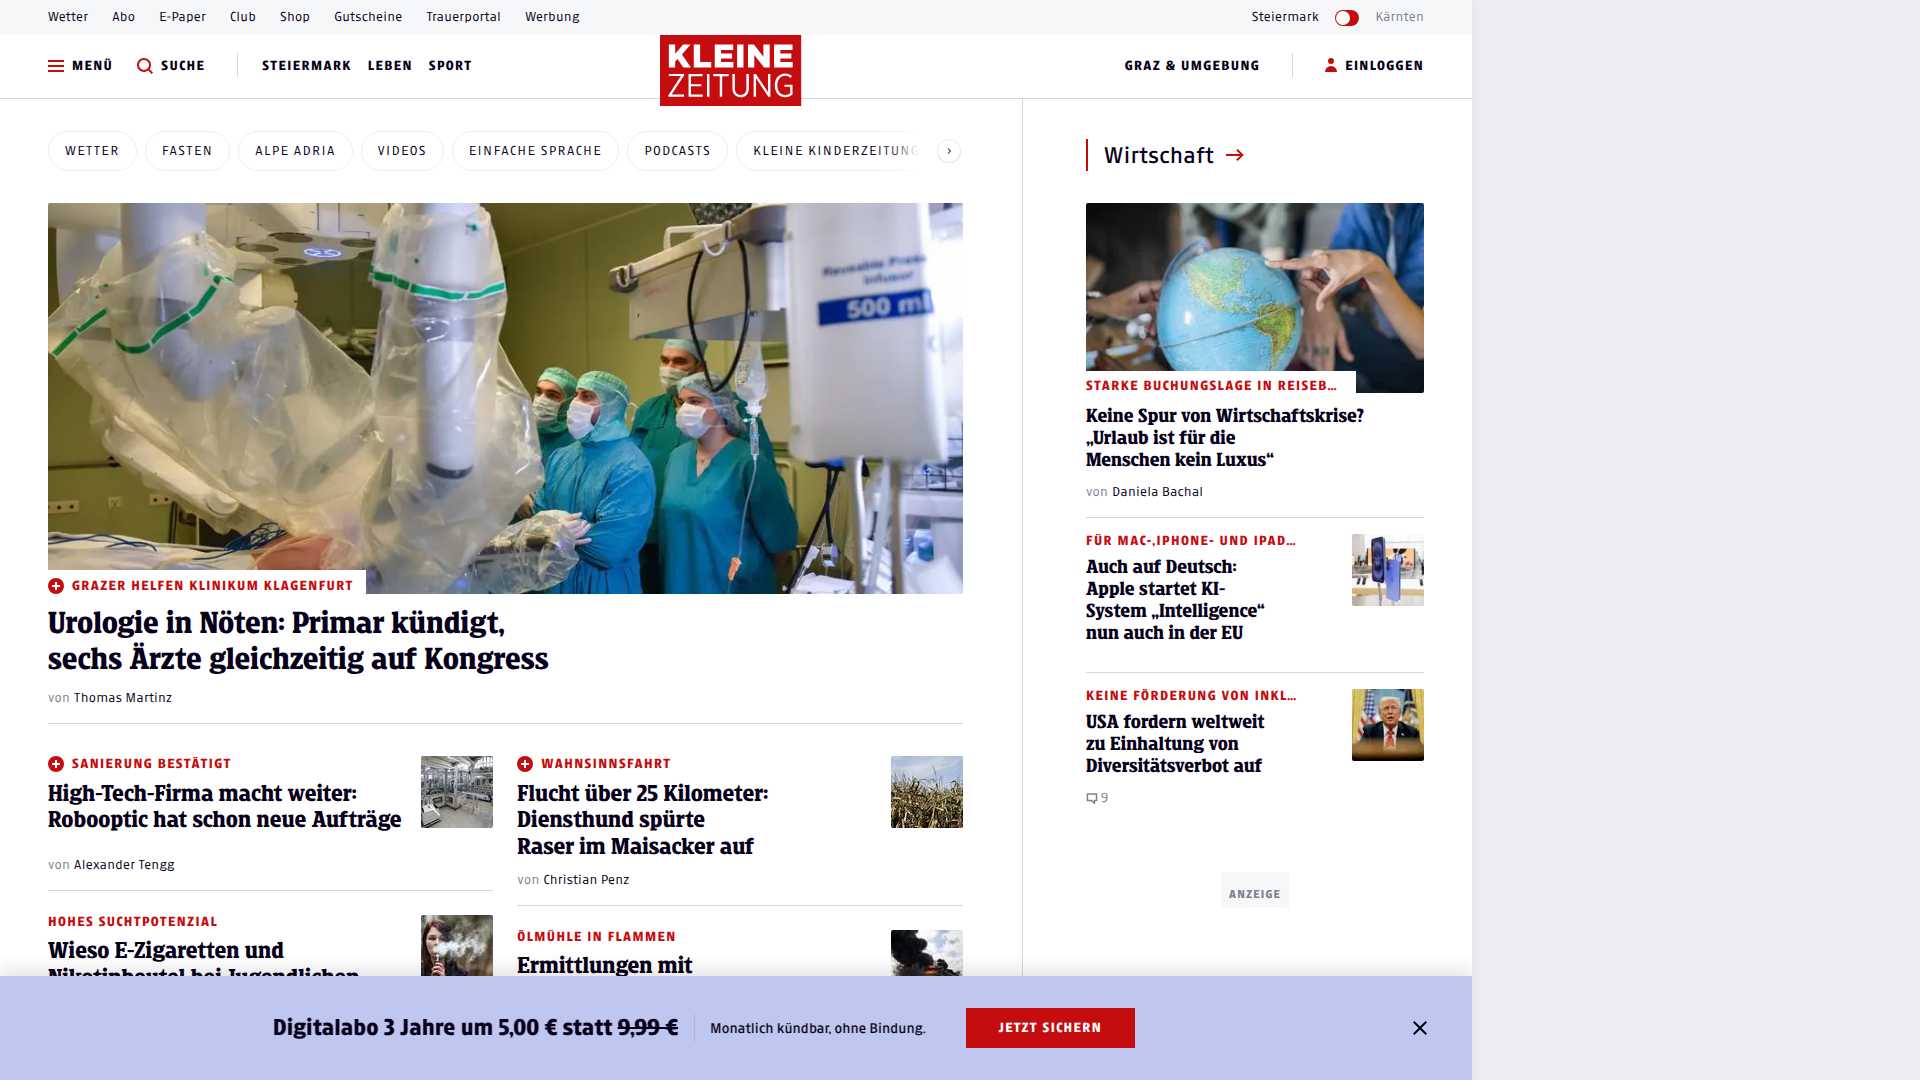 Wetter Abo E-Paper Club Shop Gutscheine Trauerportal Werbung Steiermark Kärnten
MENÜ SUCHE STEIERMARK LEBEN SPORT KLEINE ZEITUNG GRAZ & UMGEBUNG EINLOGGEN
WETTER FASTEN ALPE ADRIA VIDEOS EINFACHE SPRACHE PODCASTS KLEINE KINDERZEITUNG
500 ml
GRAZER HELFEN KLINIKUM KLAGENFURT
Urologie in Nöten: Primar kündigt,
sechs Ärzte gleichzeitig auf Kongress
von Thomas Martinz
SANIERUNG BESTÄTIGT
High-Tech-Firma macht weiter:
Robooptic hat schon neue Aufträge
von Alexander Tengg
HOHES SUCHTPOTENZIAL
Wieso E-Zigaretten und
Nikotinbeutel bei Jugendlichen
WAHNSINNSFAHRT
Flucht über 25 Kilometer:
Diensthund spürte
Raser im Maisacker auf
von Christian Penz
ÖLMÜHLE IN FLAMMEN
Ermittlungen mit
Wirtschaft
STARKE BUCHUNGSLAGE IN REISEB...
Keine Spur von Wirtschaftskrise?
„Urlaub ist für die
Menschen kein Luxus“
von Daniela Bachal
FÜR MAC-,IPHONE- UND IPAD...
Auch auf Deutsch:
Apple startet KI-
System „Intelligence“
nun auch in der EU
KEINE FÖRDERUNG VON INKL...
USA fordern weltweit
zu Einhaltung von
Diversitätsverbot auf
9
ANZEIGE
Digitalabo 3 Jahre um 5,00 € statt 9,99 € Monatlich kündbar, ohne Bindung. JETZT SICHERN